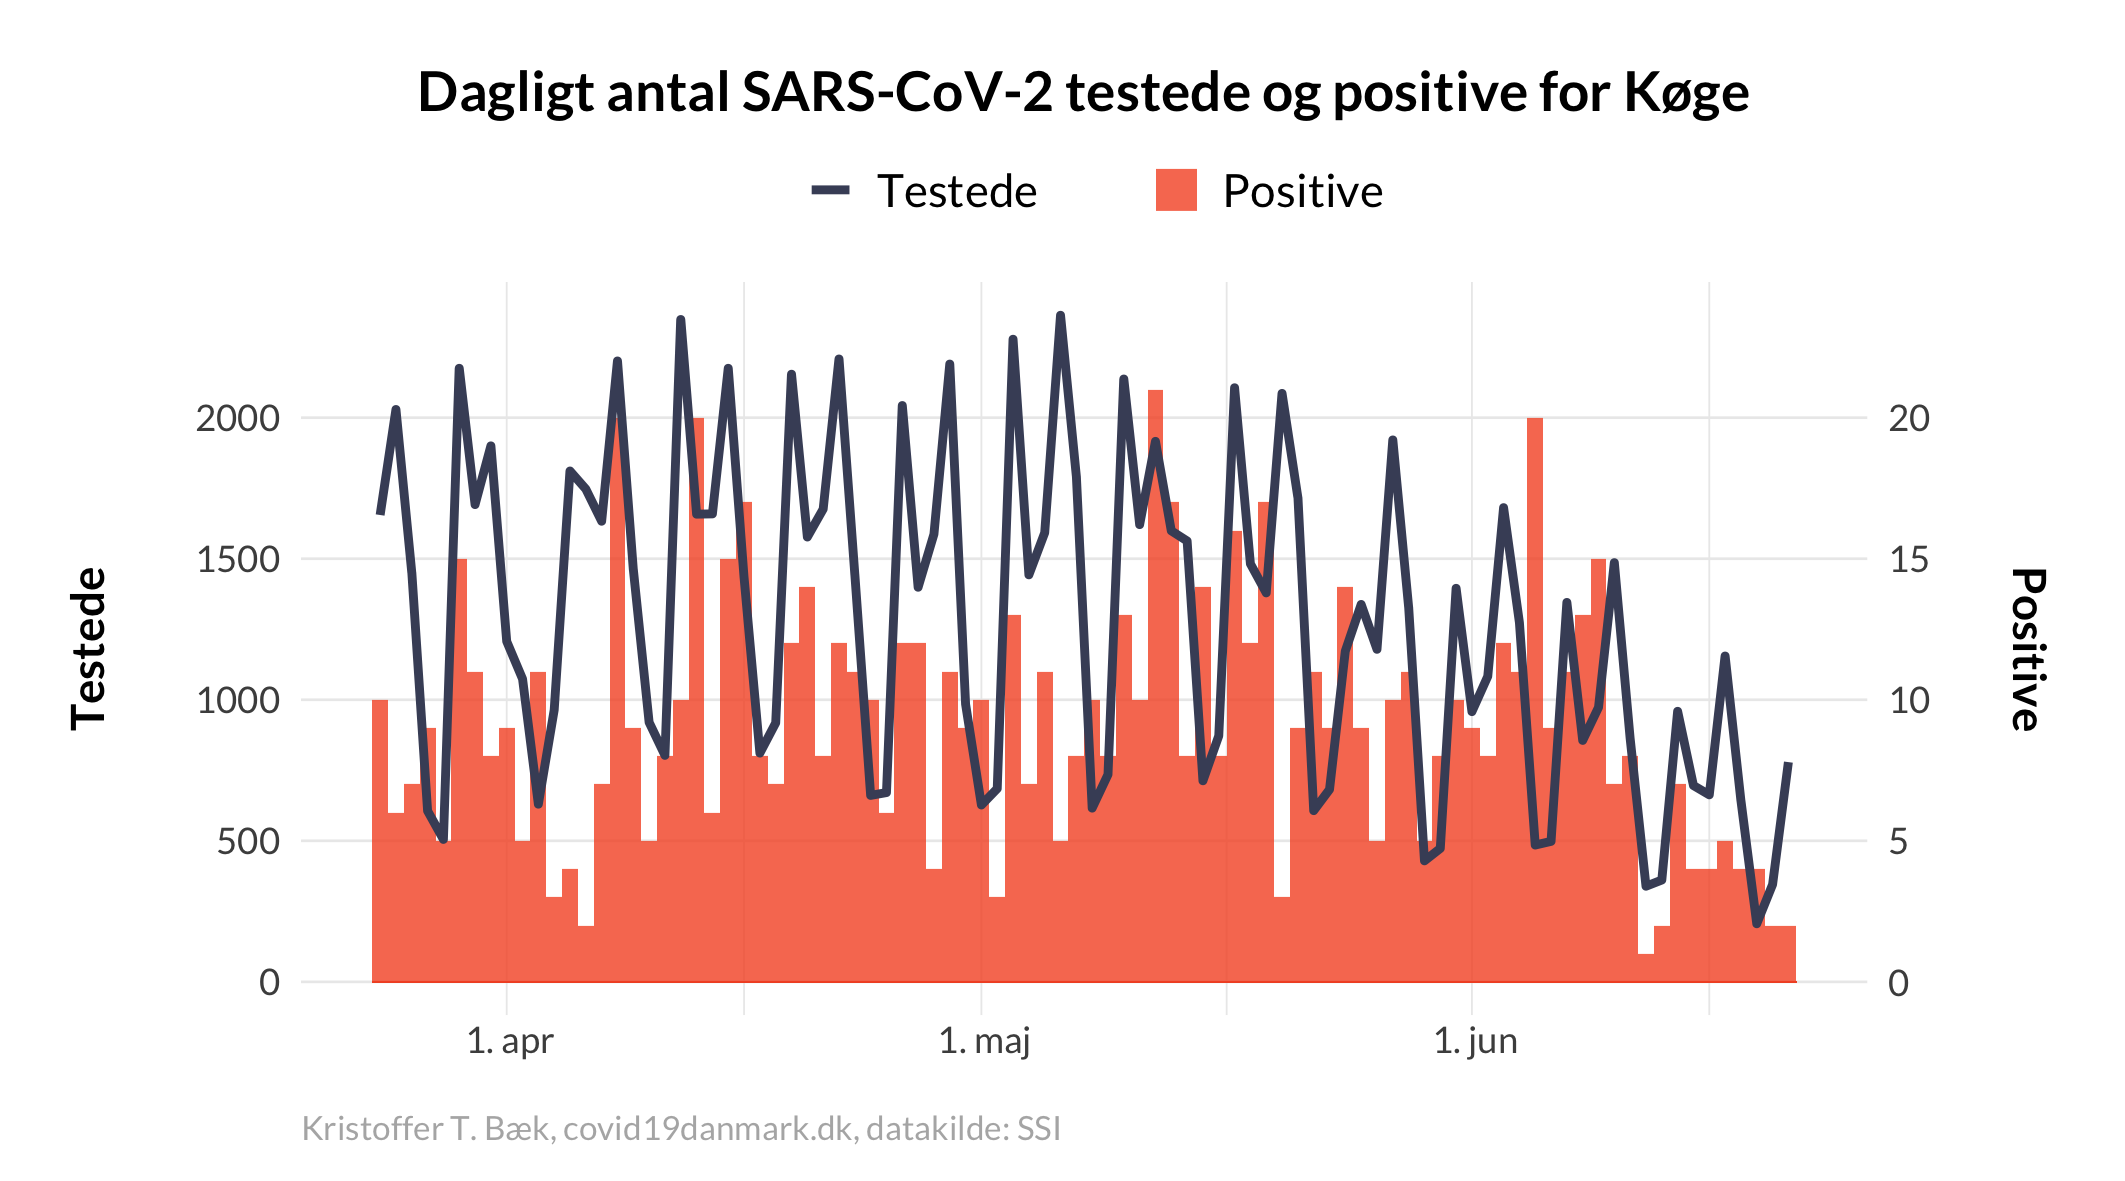 Dagligt antal SARS-CoV-2 testede og positive for Køge
Testede
Positive
2000
1500
1000
500
0
Testede
20
15
10
5
0
Positive
1. apr
1. maj
1. jun
Kristoffer T. Bæk, covid19danmark.dk, datakilde: SSI